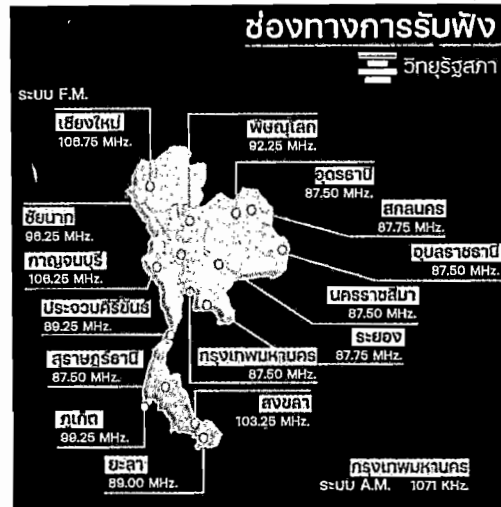 ช่องทางการรับฟัง
วิทยุรัฐสภา
ระบบ F.M.
เชียงใหม่
106.75 MHz.
พิษณุโลก
92.25 MHz.
อุดรธานี
87.50 MHz.
สกลนคร
87.75 MHz.
ชัยนาท
96.25 MHz.
อุบลราชธานี
87.50 MHz.
กาญจนบุรี
106.25 MHz.
นครราชสีมา
87.50 MHz.
ประจวบคิรีขันธ์
89.25 MHz.
ระยอง
87.75 MHz.
สุราษฎร์ธานี
87.50 MHz.
กรุงเทพมหานคร
87.50 MHz.
สงขลา
103.25 MHz.
ภูเก็ต
99.25 MHz.
ยะลา
89.00 MHz.
กรุงเทพมหานคร
ระบบ A.M. 1071 KHz.